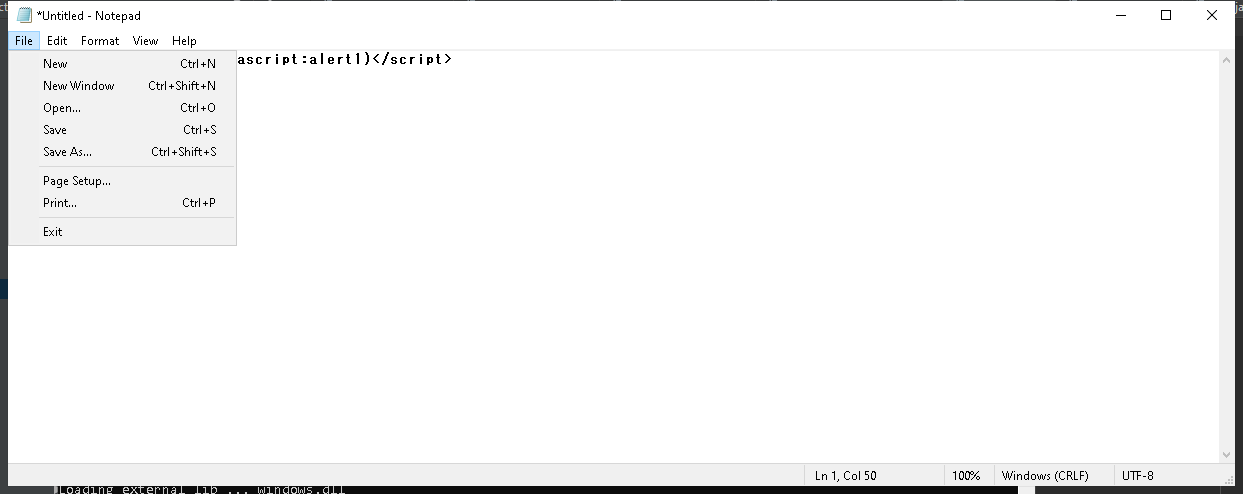 *Untitled - Notepad
File Edit Format View Help
ascript:alert1)</script>
New Ctrl+N
New Window Ctrl+Shift+N
Open... Ctrl+O
Save Ctrl+S
Save As... Ctrl+Shift+S
Page Setup...
Print... Ctrl+P
Exit
Ln 1, Col 50 100% Windows (CRLF) UTF-8
Loading external lib ... windows.dll